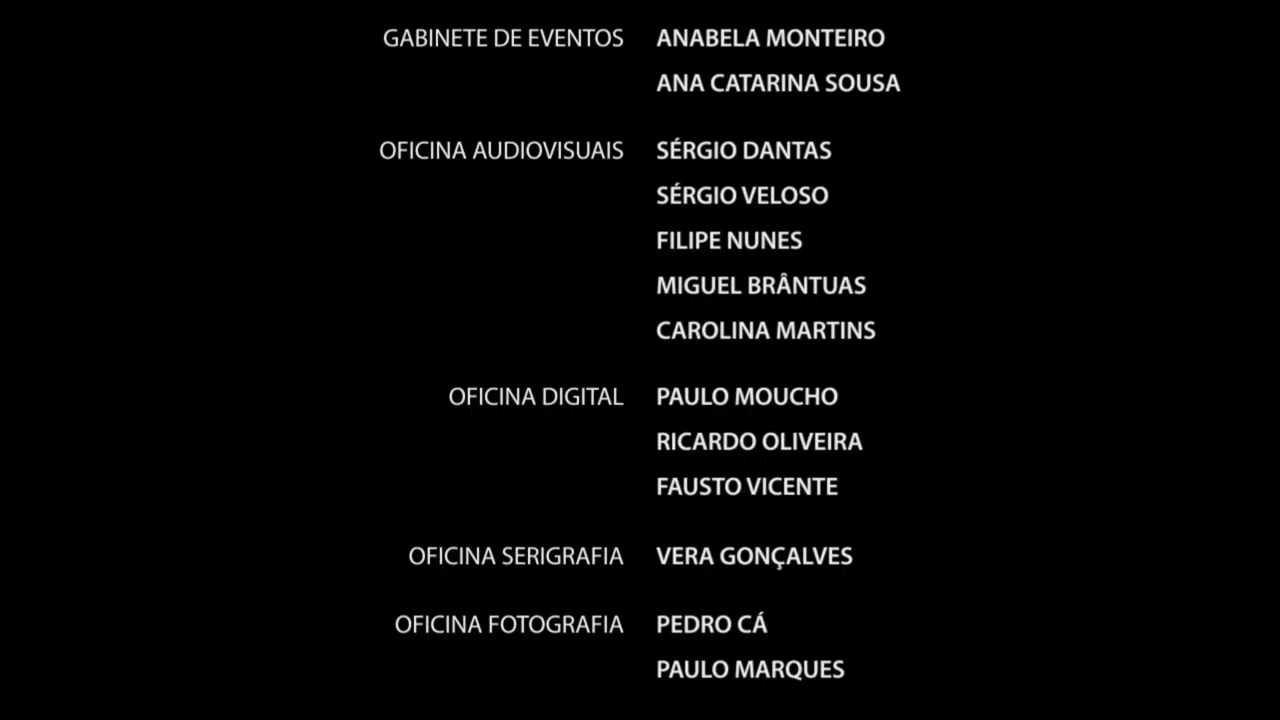 GABINETE DE EVENTOS ANABELA MONTEIRO
ANA CATARINA SOUSA
OFICINA AUDIOVISUAIS SÉRGIO DANTAS
SÉRGIO VELOSO
FILIPE NUNES
MIGUEL BRÂNTUAS
CAROLINA MARTINS
OFICINA DIGITAL PAULO MOUCHO
RICARDO OLIVEIRA
FAUSTO VICENTE
OFICINA SERIGRAFIA VERA GONÇALVES
OFICINA FOTOGRAFIA PEDRO CÁ
PAULO MARQUES